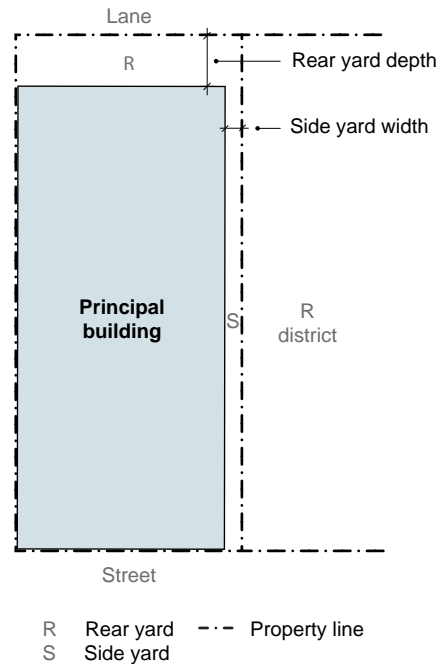 Lane
R
Rear yard depth
Side yard width
Principal
building
S
R
district
Street
R Rear yard Property line
S Side yard